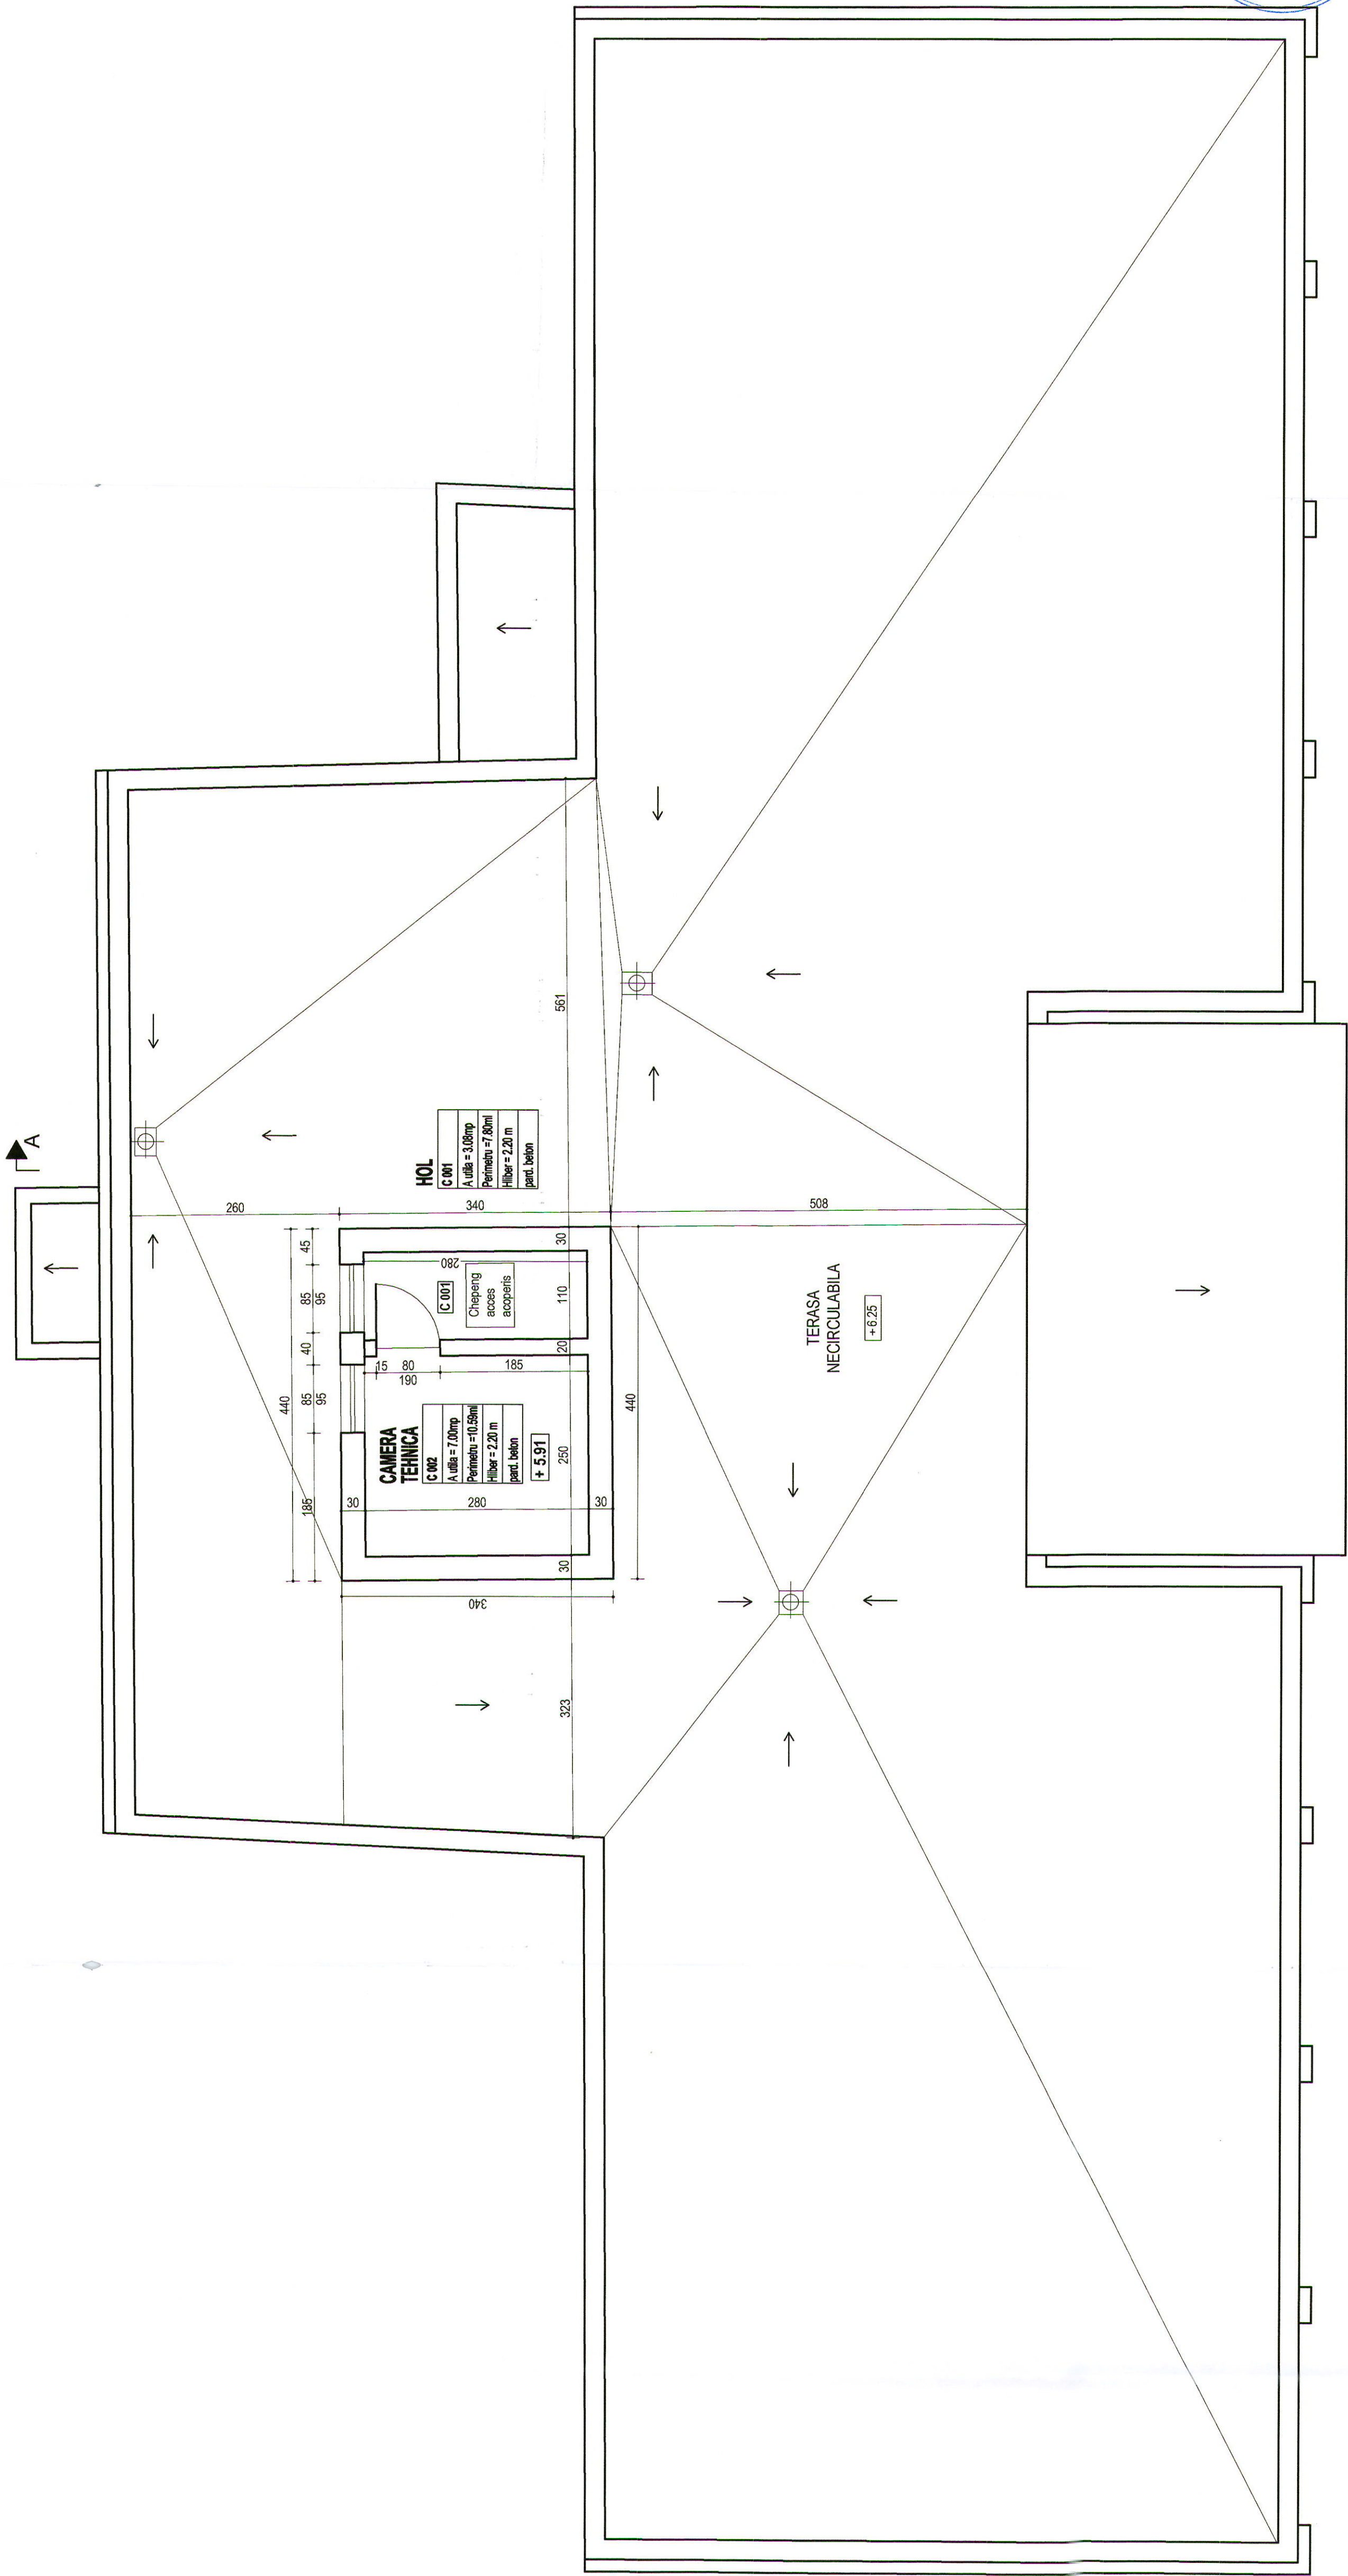 A
HOL
C 001
A utila = 3.08mp
Perimetru =7.80ml
Hliber = 2.20 m
pard. beton
CAMERA
TEHNICA
C 002
A utila = 7.00mp
Perimetru =10.59ml
Hliber = 2.20 m
pard. beton
+ 5.91
C 001
Chepeng
acces
acoperis
TERASA
NECIRCULABILA
+6.25
260
340
508
561
30
110
20
250
30
323
440
185
85
95
40
85
95
45
280
15
80
190
185
30
280
30
340
440